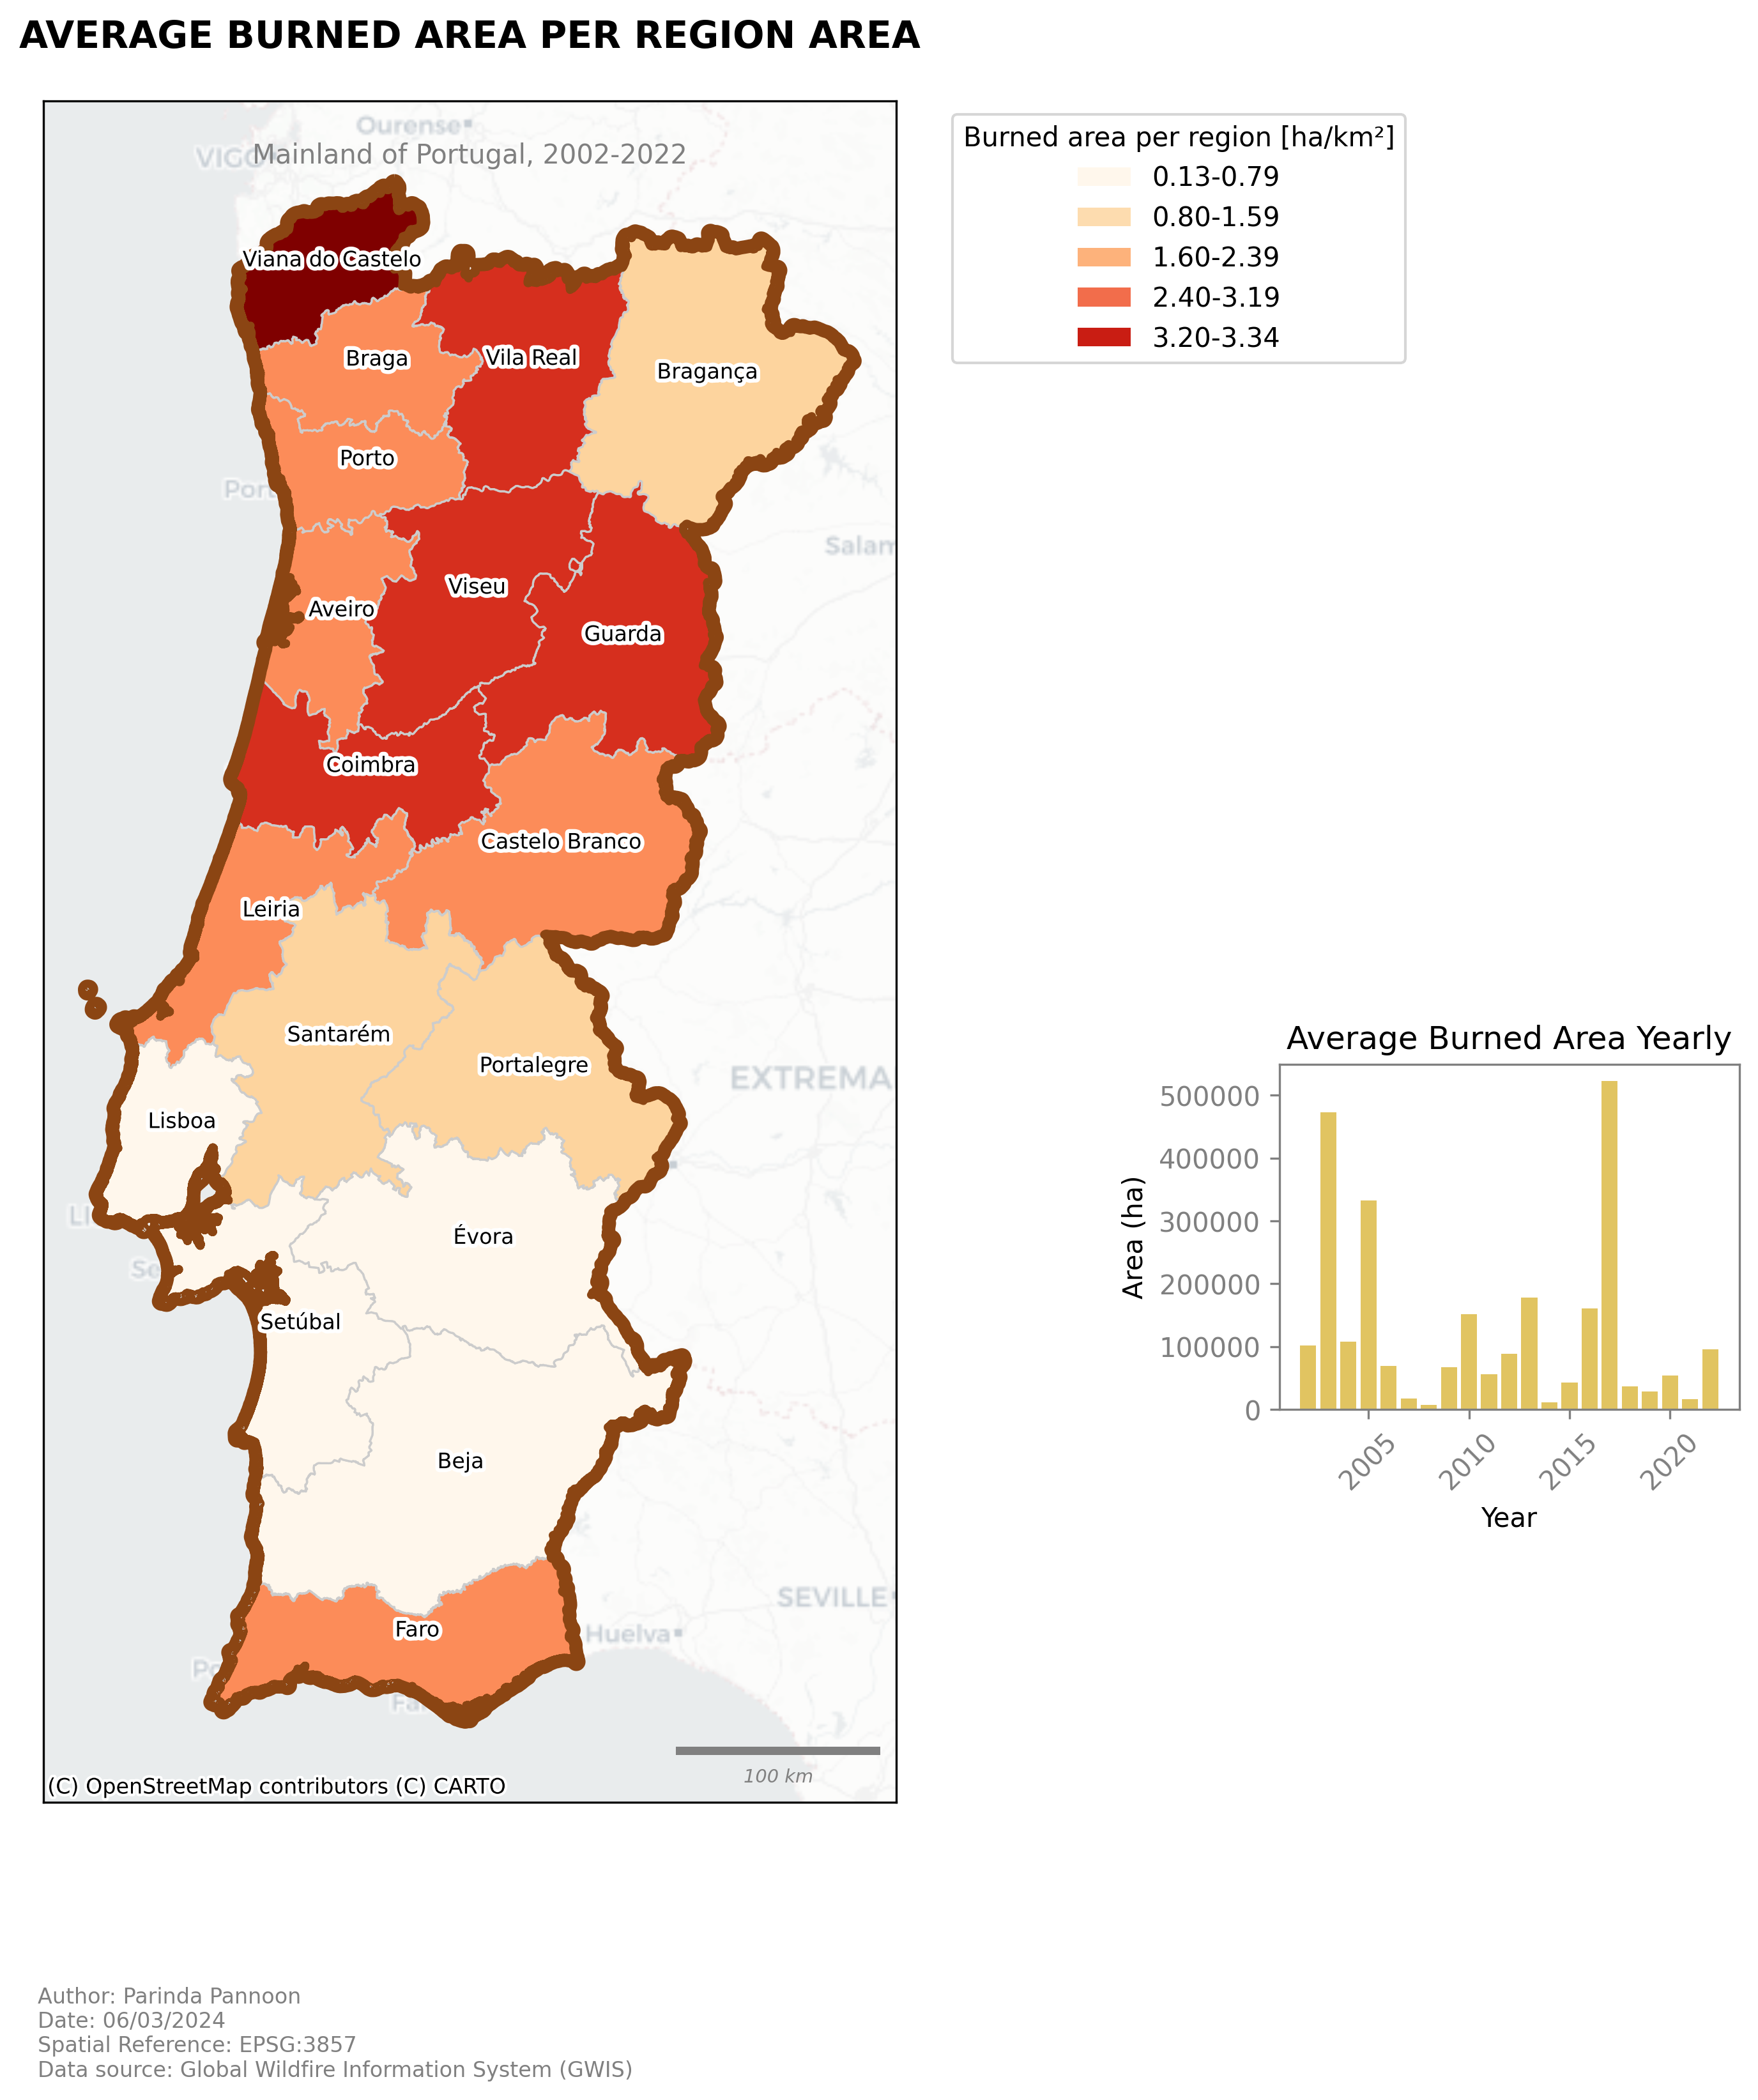 AVERAGE BURNED AREA PER REGION AREA
Ourense
VIGO
Mainland of Portugal, 2002-2022
Viana do Castelo
Braga
Vila Real
Bragança
Porto
Port
Salam
Viseu
Aveiro
Guarda
Coimbra
Castelo Branco
Leiria
Santarém
Portalegre
EXTREMA
Lisboa
LI
Évora
Se
Setúbal
Beja
SEVILLE
Faro
Huelva
Po
Fa
100 km
(C) OpenStreetMap contributors (C) CARTO
Burned area per region [ha/km²]
0.13-0.79
0.80-1.59
1.60-2.39
2.40-3.19
3.20-3.34
Average Burned Area Yearly
500000
400000
300000
200000
100000
0
Area (ha)
2005 2010 2015 2020
Year
Author: Parinda Pannoon
Date: 06/03/2024
Spatial Reference: EPSG:3857
Data source: Global Wildfire Information System (GWIS)